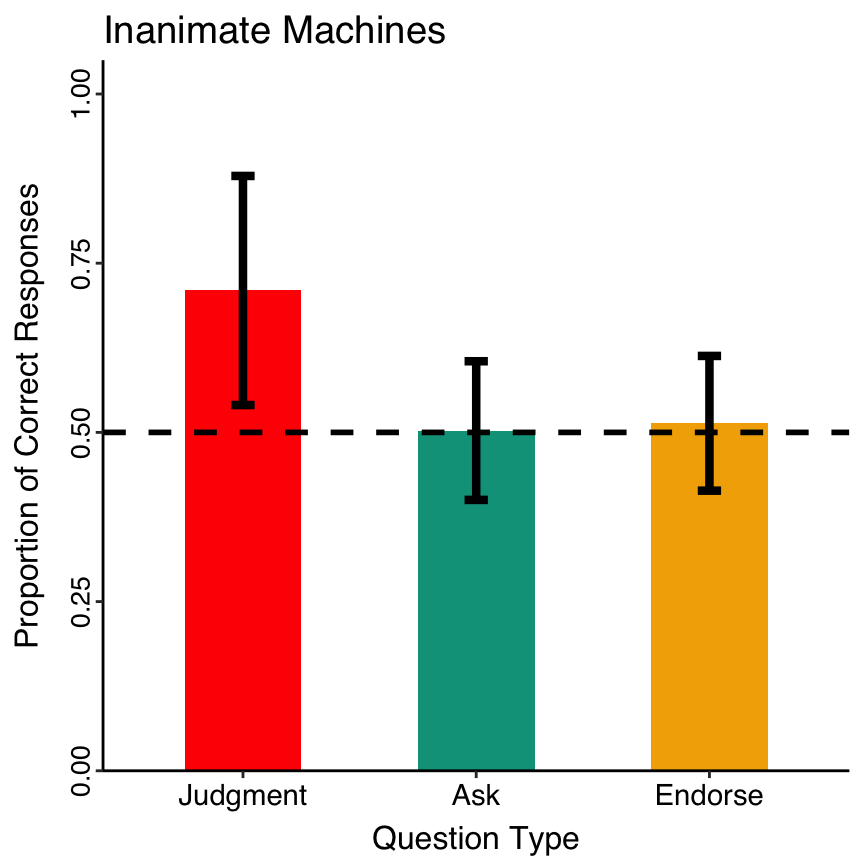 Inanimate Machines
Proportion of Correct Responses
1.00
0.75
0.50
0.25
0.00
Judgment Ask Endorse
Question Type